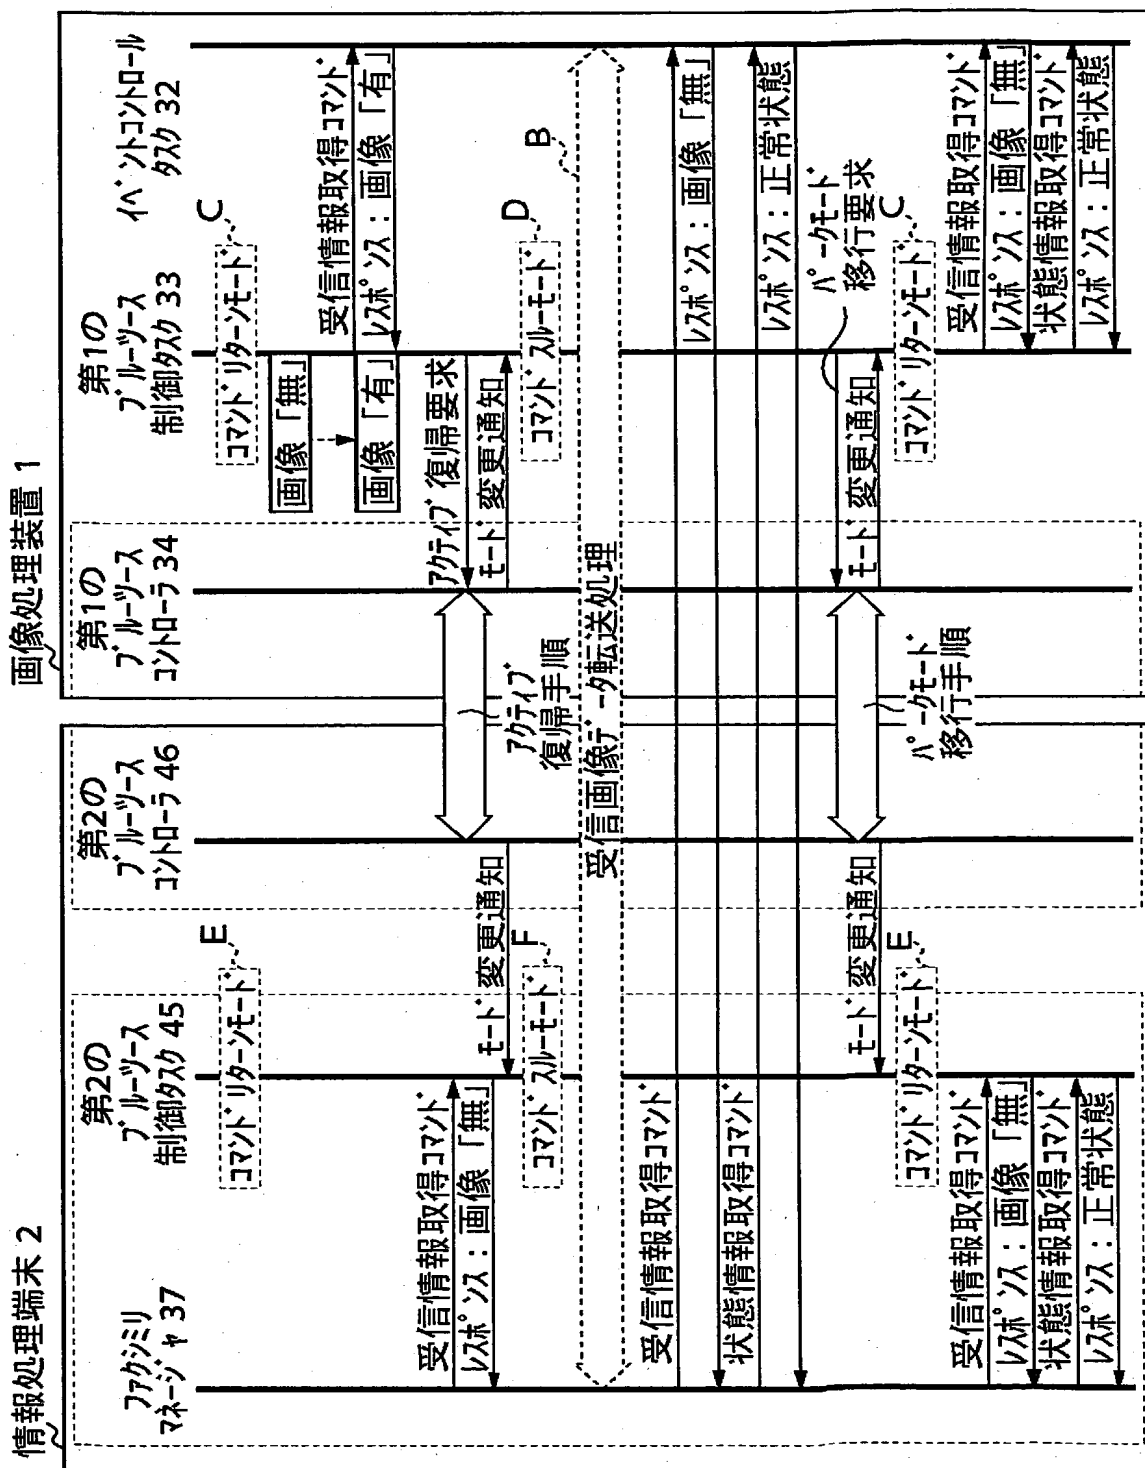 情報処理端末 2
画像処理装置 1
ファクシミリ
マネージャ 37
第2の
ブルーツース
制御タスク 45
第2の
ブルーツース
コントローラ 46
第1の
ブルーツース
コントローラ 34
第1の
ブルーツース
制御タスク 33
イベントコントロール
タスク 32
E
コマンドリターンモード
C
コマンドリターンモード
画像「無」
画像「有」
受信情報取得コマンド
レスポンス：画像「有」
受信情報取得コマンド
レスポンス：画像「無」
アクティブ復帰要求
モード変更通知
アクティブ
復帰手順
モード変更通知
F
コマンドスルーモード
D
コマンドスルーモード
B
受信画像データ転送処理
受信情報取得コマンド
レスポンス：画像「無」
状態情報取得コマンド
レスポンス：正常状態
パークモード
移行要求
モード変更通知
パークモード
移行手順
モード変更通知
E
コマンドリターンモード
C
コマンドリターンモード
受信情報取得コマンド
レスポンス：画像「無」
状態情報取得コマンド
レスポンス：正常状態
受信情報取得コマンド
レスポンス：画像「無」
状態情報取得コマンド
レスポンス：正常状態